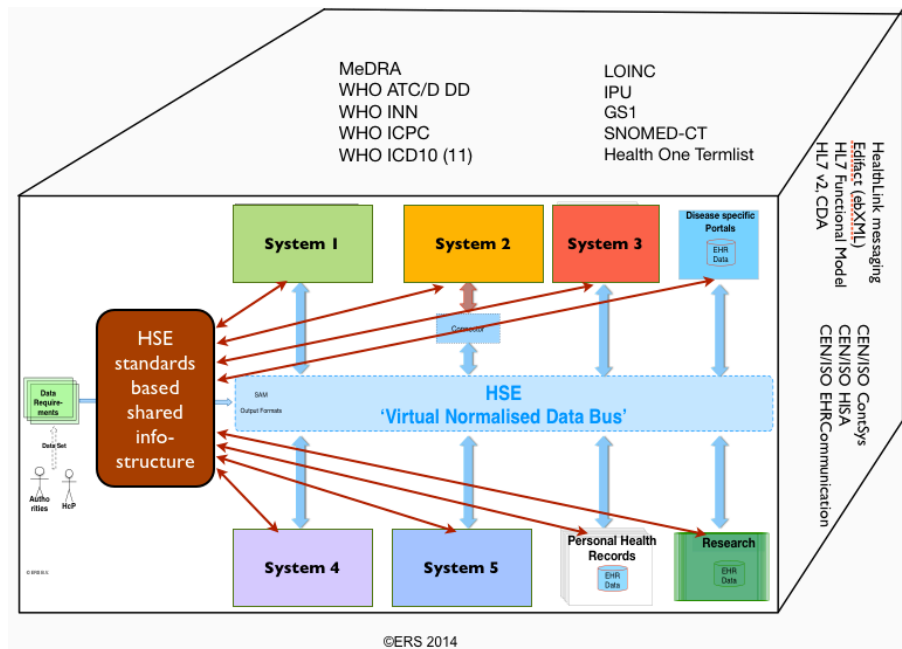 MeDRA
WHO ATC/D DD
WHO INN
WHO ICPC
WHO ICD10 (11)
LOINC
IPU
GS1
SNOMED-CT
Health One Termlist
HealthLink messaging
Edifact (ebXML)
HL7 Functional Model
HL7 v2, CDA
CEN/ISO ContSys
CEN/ISO HISA
CEN/ISO EHRCommunication
System 1
System 2
System 3
Disease specific
Portals
EHR
Data
Connector
HSE
standards
based
shared
info-
structure
Data
Require-
ments
Data Set
Autho
rities
HcP
SAM
Output Formats
HSE
'Virtual Normalised Data Bus'
System 4
System 5
Personal Health
Records
EHR
Data
Research
EHR
Data
©ERS 2014